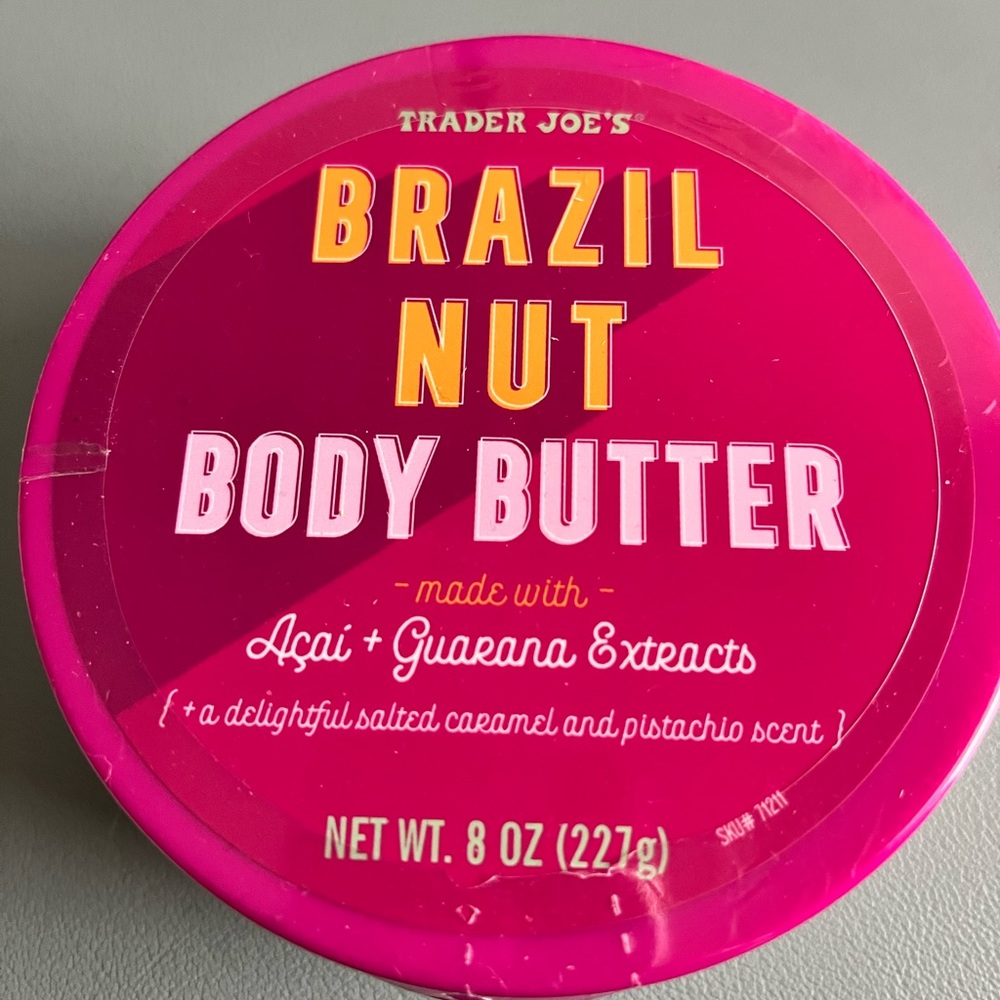 TRADER JOE'S®
BRAZIL
NUT
BODY BUTTER
- made with -
Açaí + Guarana Extracts
{ + a delightful salted caramel and pistachio scent }
SKU# 71211
NET WT. 8 OZ (227g)